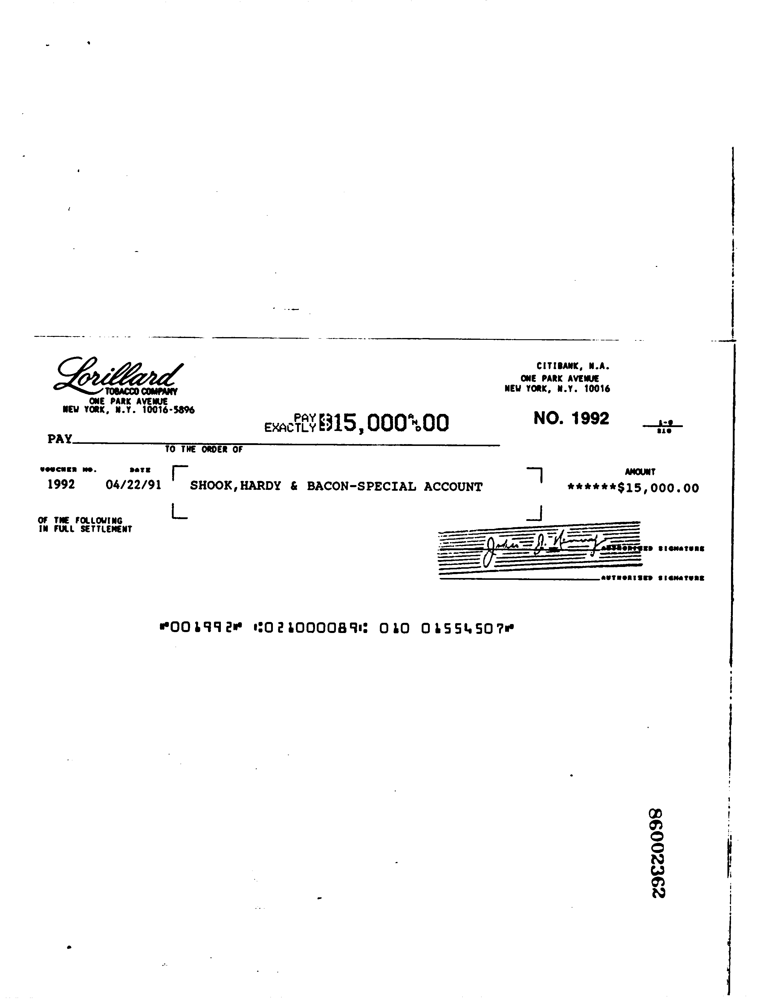 Lorillard
TOBACCO COMPANY
ONE PARK AVENUE
NEW YORK, N.Y. 10016-5896
CITIBANK, N.A.
ONE PARK AVENUE
NEW YORK, N.Y. 10016
PAY EXACTLY $15,000 00
NO. 1992
1-8
210
PAY
TO THE ORDER OF
VOUCHER NO. DATE AMOUNT
1992 04/22/91 SHOOK,HARDY & BACON-SPECIAL ACCOUNT ******$15,000.00
OF THE FOLLOWING
IN FULL SETTLEMENT
AUTHORIZED SIGNATURE
AUTHORIZED SIGNATURE
⑈001992⑈ ⑆021000089⑆ 010 01554507⑈
86002362